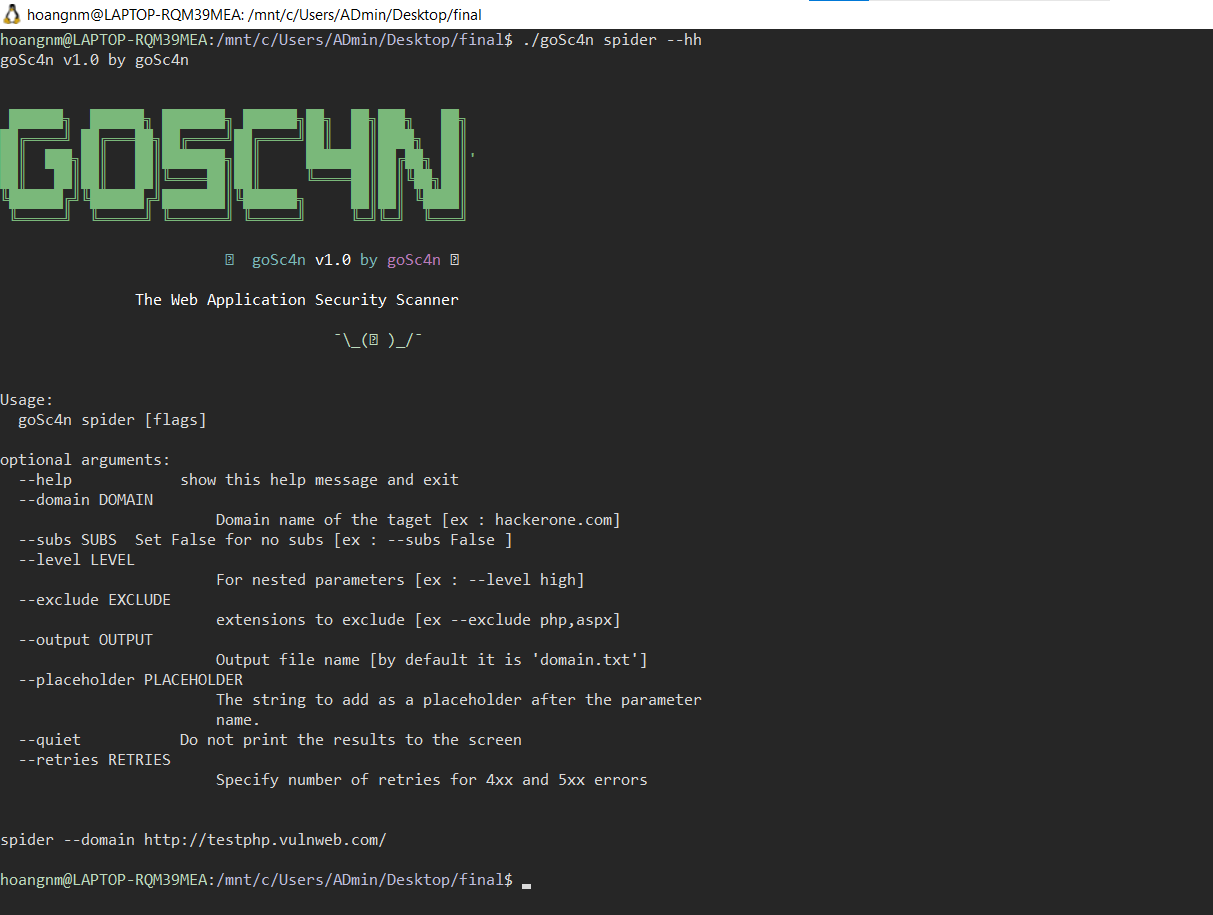 hoangnm@LAPTOP-RQM39MEA: /mnt/c/Users/ADmin/Desktop/final
hoangnm@LAPTOP-RQM39MEA:/mnt/c/Users/ADmin/Desktop/final$ ./goSc4n spider --hh
goSc4n v1.0 by goSc4n
GOSC4N
goSc4n v1.0 by goSc4n
The Web Application Security Scanner
¯\_( )_/¯
Usage:
goSc4n spider [flags]
optional arguments:
--help show this help message and exit
--domain DOMAIN
Domain name of the taget [ex : hackerone.com]
--subs SUBS Set False for no subs [ex : --subs False ]
--level LEVEL
For nested parameters [ex : --level high]
--exclude EXCLUDE
extensions to exclude [ex --exclude php,aspx]
--output OUTPUT
Output file name [by default it is 'domain.txt']
--placeholder PLACEHOLDER
The string to add as a placeholder after the parameter
name.
--quiet Do not print the results to the screen
--retries RETRIES
Specify number of retries for 4xx and 5xx errors
spider --domain http://testphp.vulnweb.com/
hoangnm@LAPTOP-RQM39MEA:/mnt/c/Users/ADmin/Desktop/final$